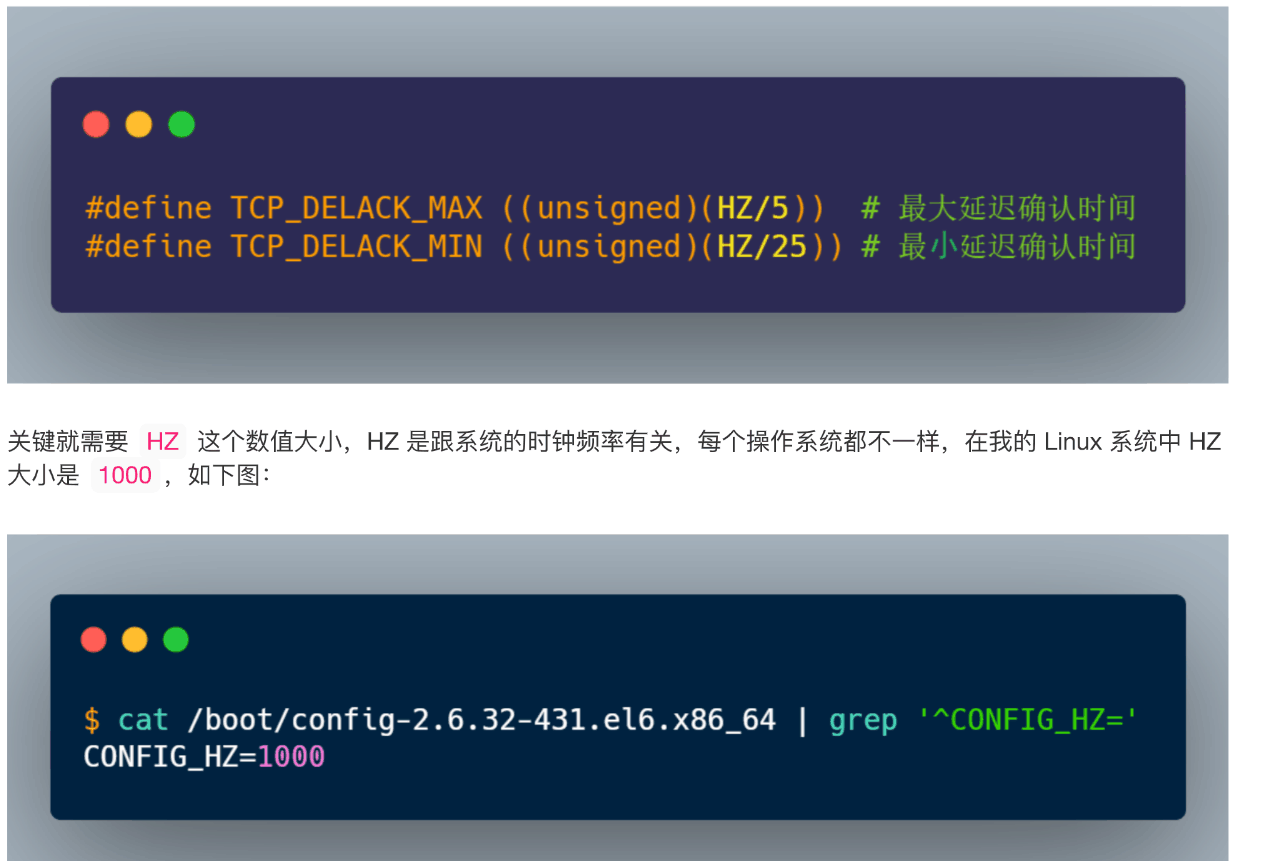 #define TCP_DELACK_MAX ((unsigned)(HZ/5))  # 最大延迟确认时间
#define TCP_DELACK_MIN ((unsigned)(HZ/25)) # 最小延迟确认时间
关键就需要 HZ 这个数值大小，HZ 是跟系统的时钟频率有关，每个操作系统都不一样，在我的 Linux 系统中 HZ
大小是 1000 ，如下图：
$ cat /boot/config-2.6.32-431.el6.x86_64 | grep '^CONFIG_HZ='
CONFIG_HZ=1000